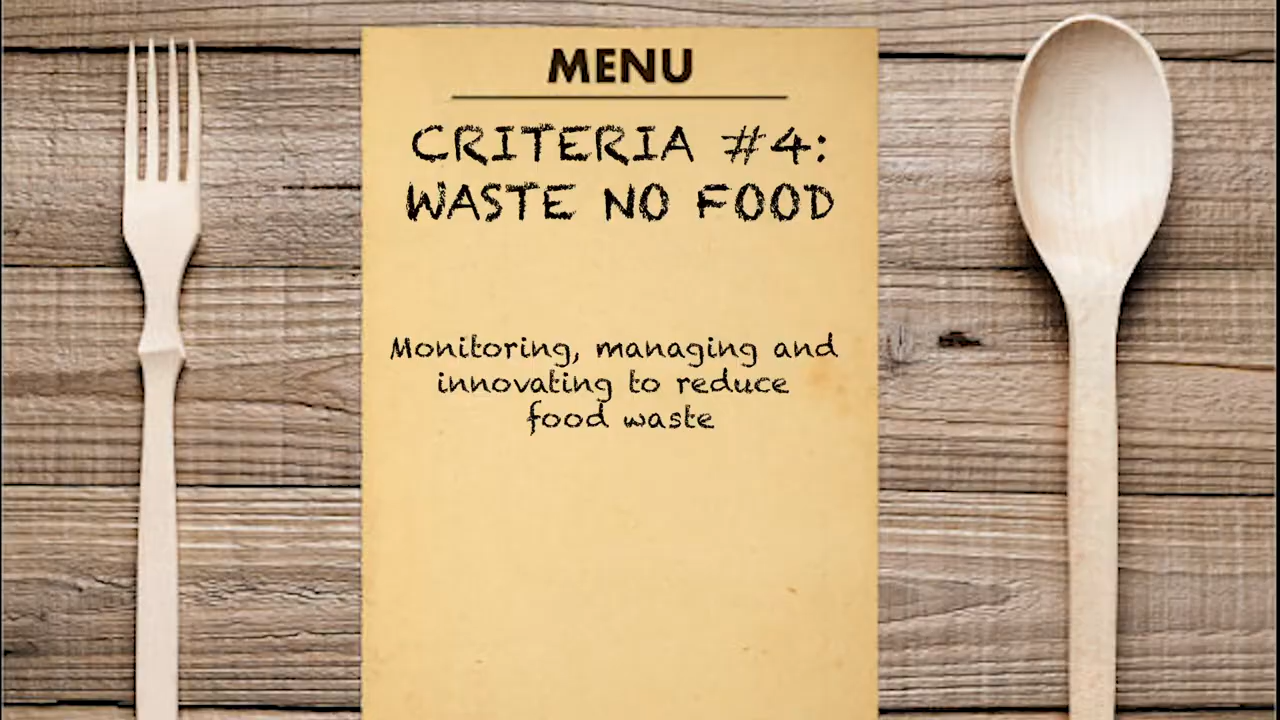 MENU
CRITERIA #4:
WASTE NO FOOD
Monitoring, managing and
innovating to reduce
food waste